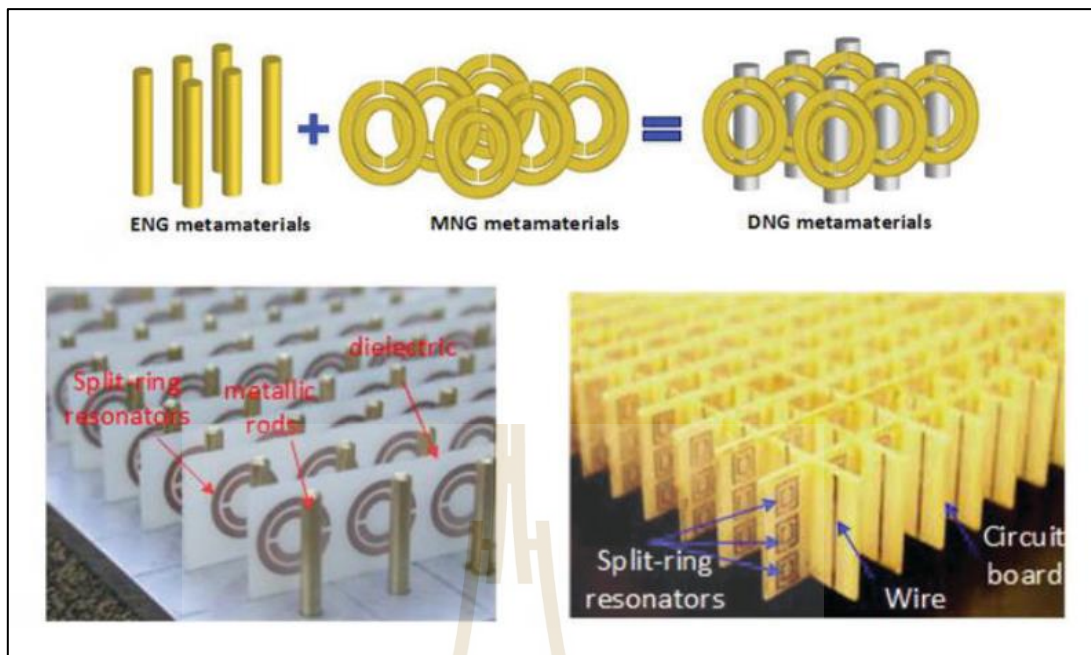 +
=
ENG metamaterials
MNG metamaterials
DNG metamaterials
Split-ring
resonators
metallic
rods
dielectric
Split-ring
resonators
Wire
Circuit
board